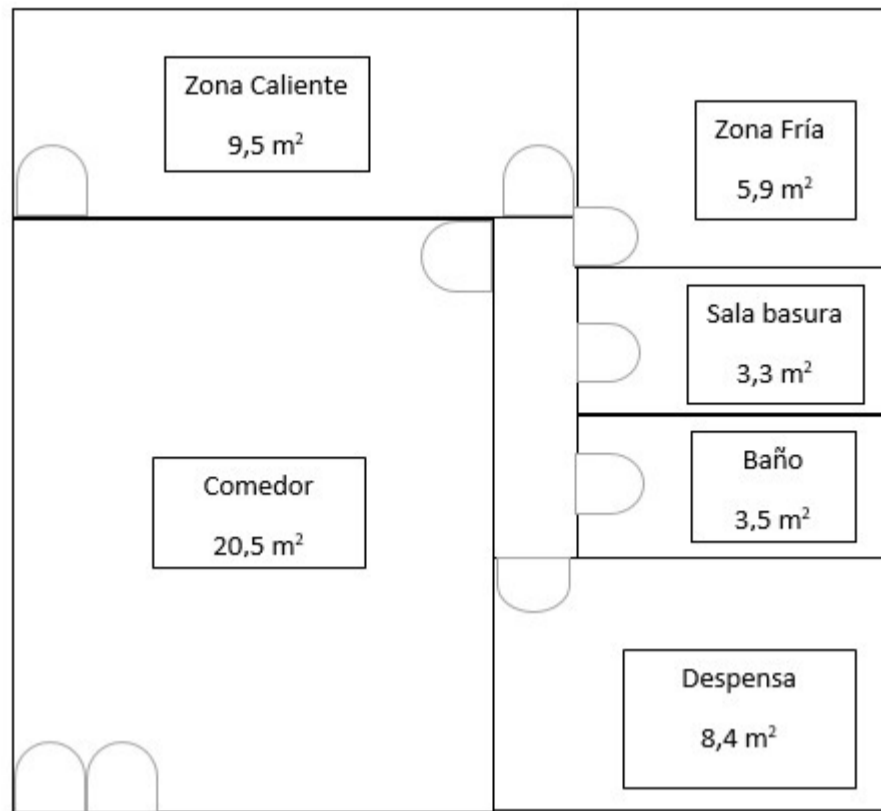 Zona Caliente
9,5 m²
Zona Fría
5,9 m²
Sala basura
3,3 m²
Baño
3,5 m²
Comedor
20,5 m²
Despensa
8,4 m²